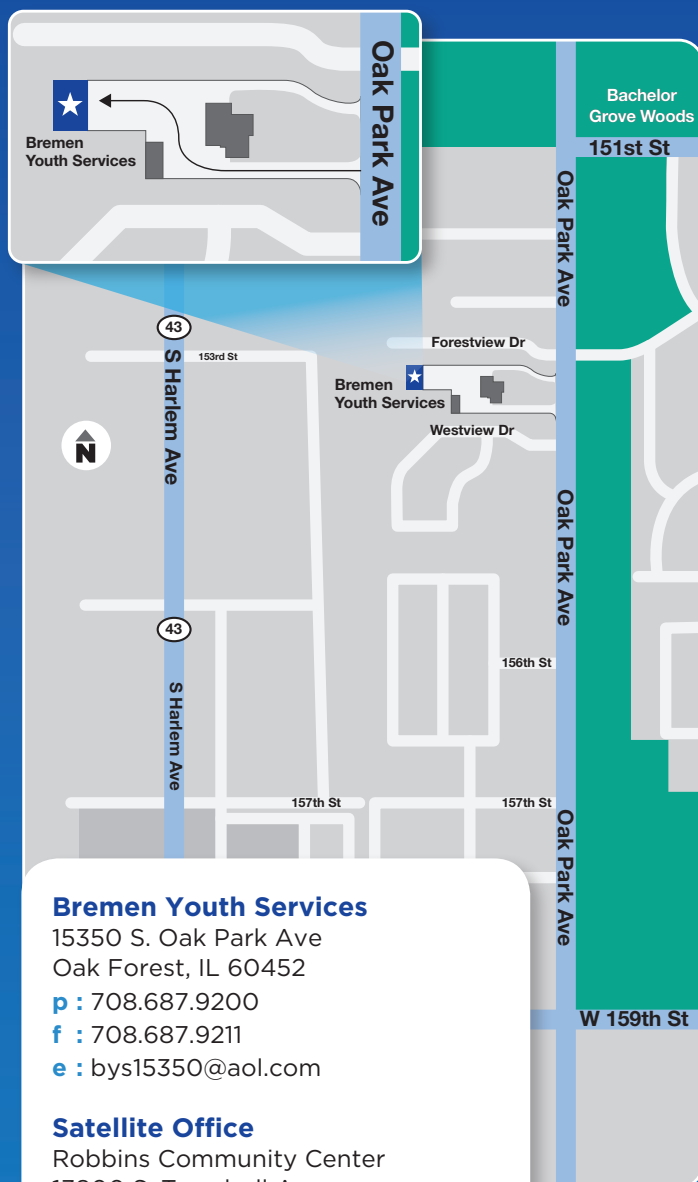 Oak Park Ave
Bremen
Youth Services
Bachelor
Grove Woods
151st St
Oak Park Ave
43
S Harlem Ave
153rd St
Forestview Dr
Bremen
Youth Services
Westview Dr
N
Oak Park Ave
43
156th St
S Harlem Ave
157th St
157th St
Oak Park Ave
Bremen Youth Services
15350 S. Oak Park Ave
Oak Forest, IL 60452
p : 708.687.9200
f : 708.687.9211
e : bys15350@aol.com
W 159th St
Satellite Office
Robbins Community Center